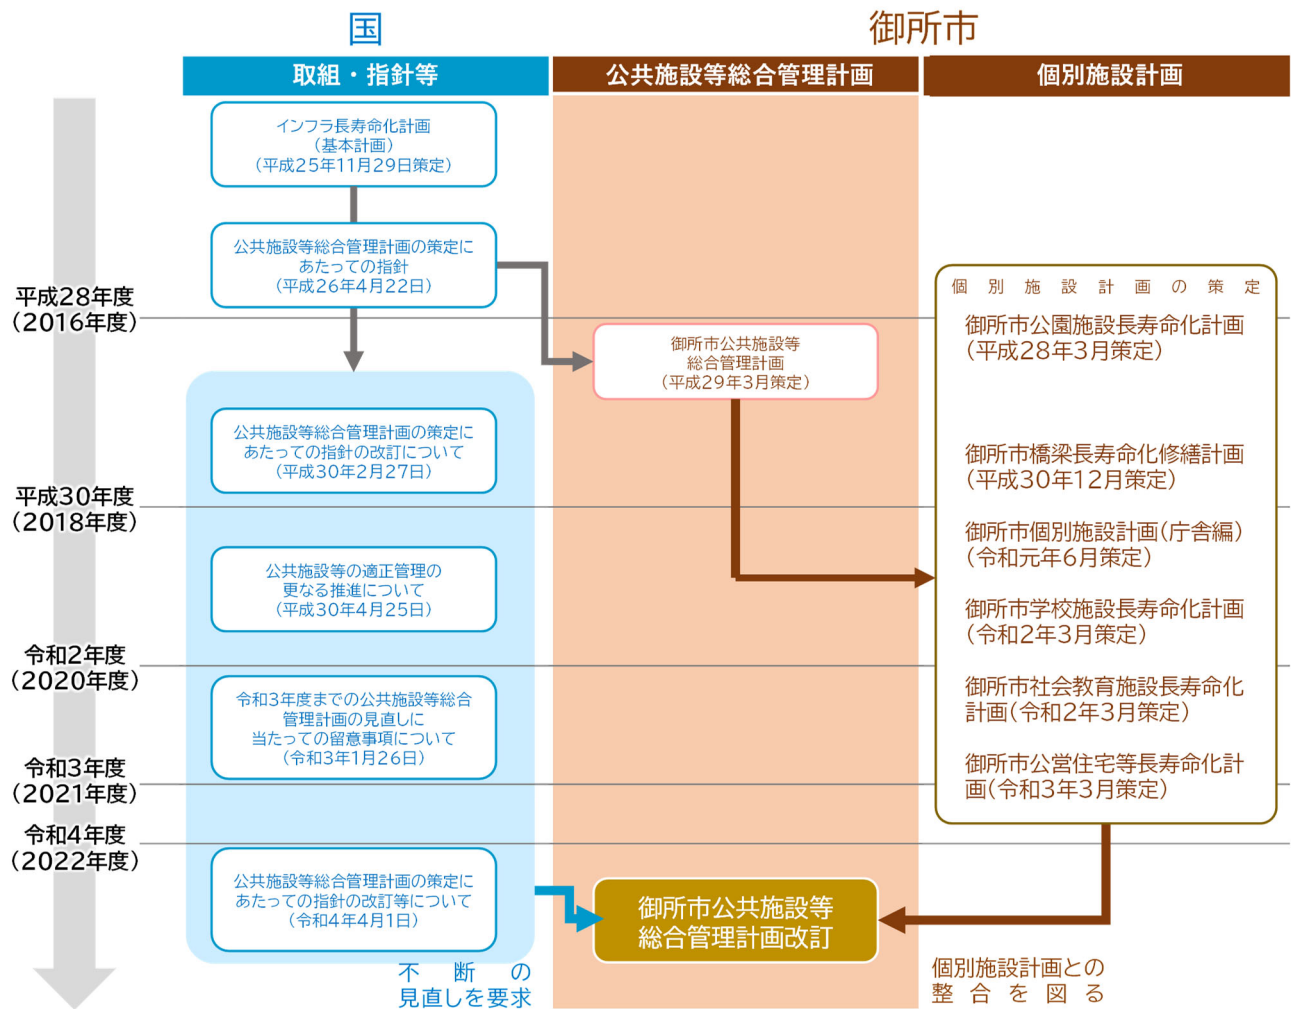 国
御所市
取組・指針等
公共施設等総合管理計画
個別施設計画
インフラ長寿命化計画
（基本計画）
（平成25年11月29日策定）
公共施設等総合管理計画の策定に
あたっての指針
（平成26年4月22日）
平成28年度
（2016年度）
御所市公共施設等
総合管理計画
（平成29年3月策定）
個別施設計画の策定
御所市公園施設長寿命化計画
（平成28年3月策定）
御所市橋梁長寿命化修繕計画
（平成30年12月策定）
御所市個別施設計画（庁舎編）
（令和元年6月策定）
御所市学校施設長寿命化計画
（令和2年3月策定）
御所市社会教育施設長寿命化
計画（令和2年3月策定）
御所市公営住宅等長寿命化計
画（令和3年3月策定）
公共施設等総合管理計画の策定に
あたっての指針の改訂について
（平成30年2月27日）
平成30年度
（2018年度）
公共施設等の適正管理の
更なる推進について
（平成30年4月25日）
令和2年度
（2020年度）
令和3年度までの公共施設等総合
管理計画の見直しに
当たっての留意事項について
（令和3年1月26日）
令和3年度
（2021年度）
令和4年度
（2022年度）
公共施設等総合管理計画の策定に
あたっての指針の改訂等について
（令和4年4月1日）
御所市公共施設等
総合管理計画改訂
不断の
見直しを要求
個別施設計画との
整合を図る